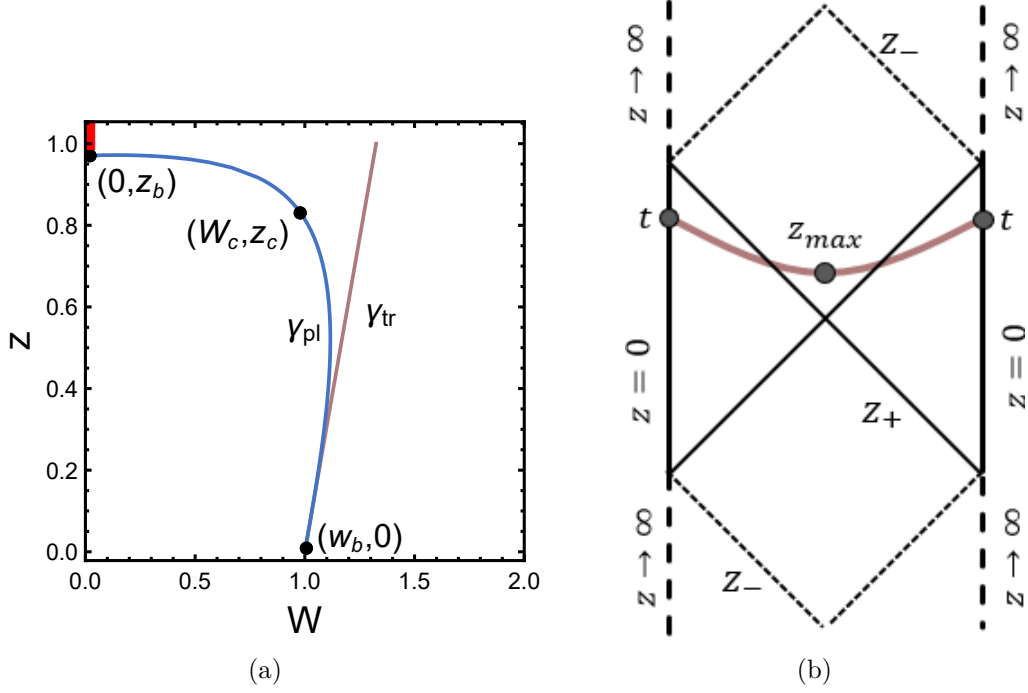 z
1.0
0.8
0.6
0.4
0.2
0.0
0.0
0.5
1.0
1.5
2.0
W
(0,z_b)
(W_c,z_c)
γ_pl
γ_tr
(w_b,0)
(a)
z → ∞
z → ∞
z_-
t
z_max
t
z = 0
z = 0
z_+
z → ∞
z → ∞
z_-
(b)